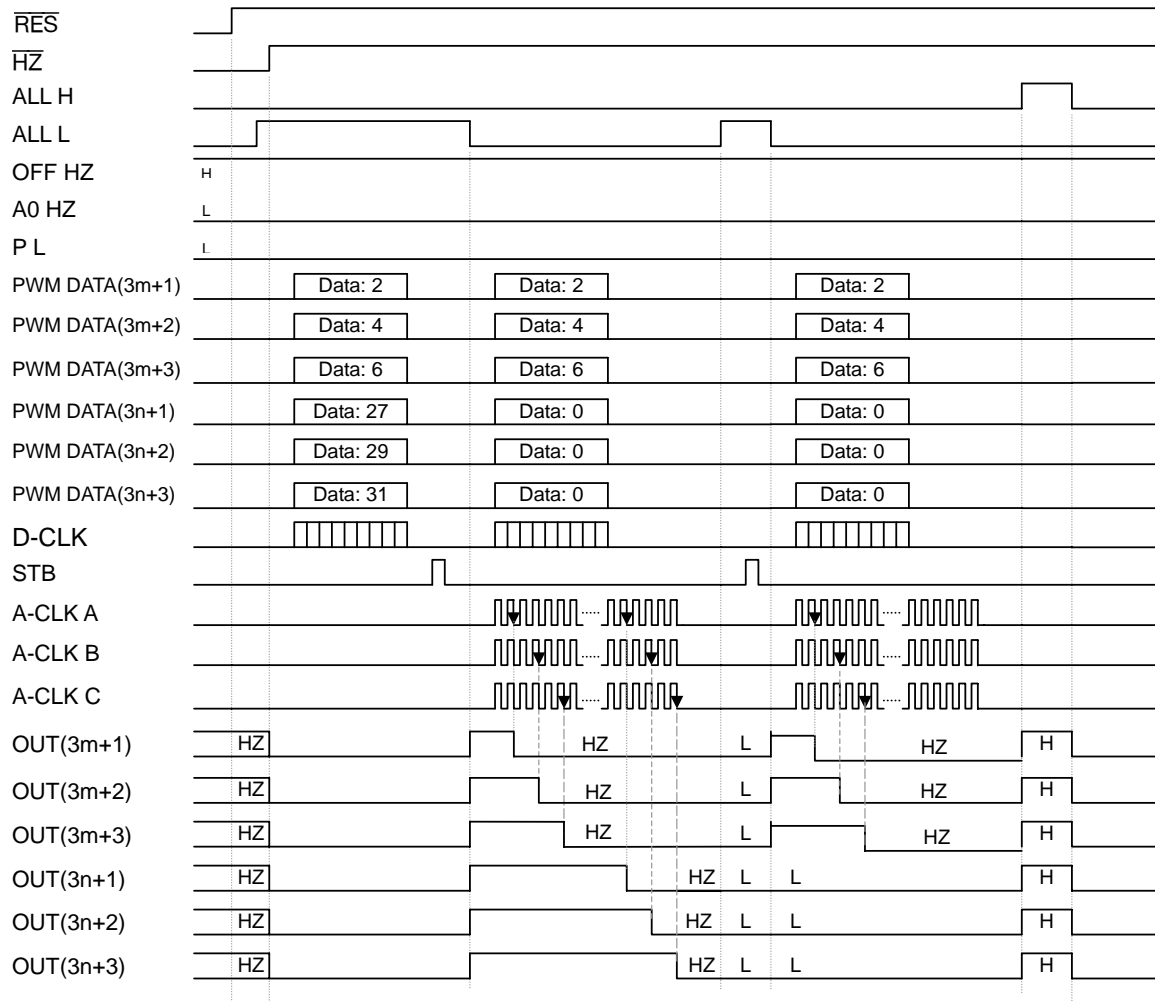 RES
HZ
ALL H
ALL L
OFF HZ H
A0 HZ L
P L L
PWM DATA(3m+1) Data: 2 Data: 2 Data: 2
PWM DATA(3m+2) Data: 4 Data: 4 Data: 4
PWM DATA(3m+3) Data: 6 Data: 6 Data: 6
PWM DATA(3n+1) Data: 27 Data: 0 Data: 0
PWM DATA(3n+2) Data: 29 Data: 0 Data: 0
PWM DATA(3n+3) Data: 31 Data: 0 Data: 0
D-CLK
STB
A-CLK A ..... .....
A-CLK B ..... .....
A-CLK C ..... .....
OUT(3m+1) HZ HZ L HZ H
OUT(3m+2) HZ HZ L HZ H
OUT(3m+3) HZ HZ L HZ H
OUT(3n+1) HZ HZ L L H
OUT(3n+2) HZ HZ L L H
OUT(3n+3) HZ HZ L L H